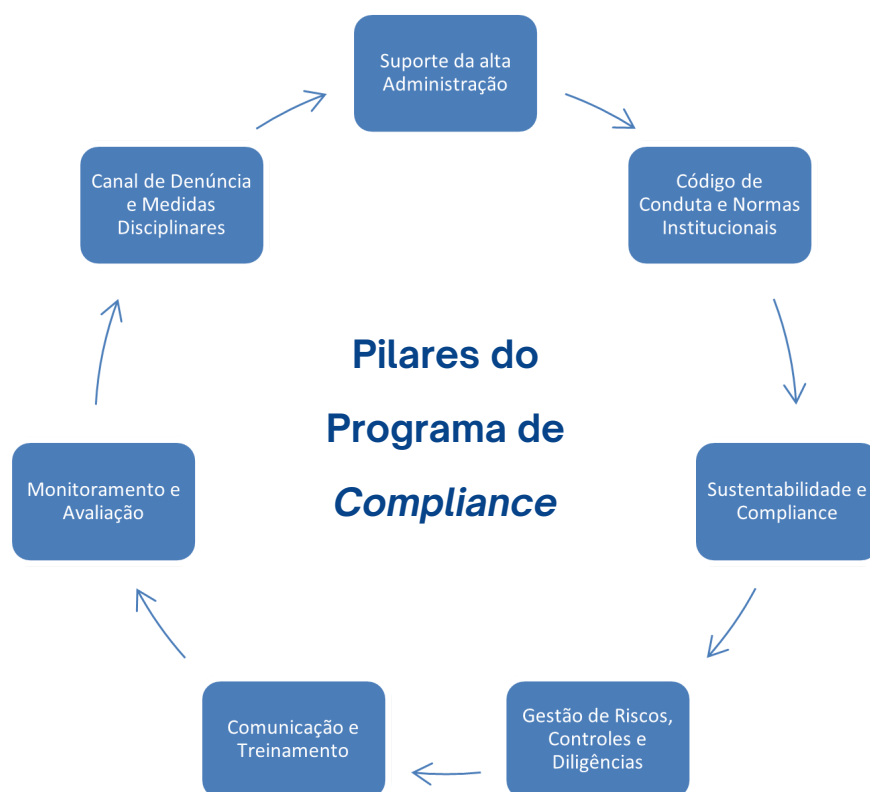 Suporte da alta
Administração
Código de
Conduta e Normas
Institucionais
Sustentabilidade e
Compliance
Gestão de Riscos,
Controles e
Diligências
Comunicação e
Treinamento
Monitoramento e
Avaliação
Canal de Denúncia
e Medidas
Disciplinares
Pilares do
Programa de
Compliance